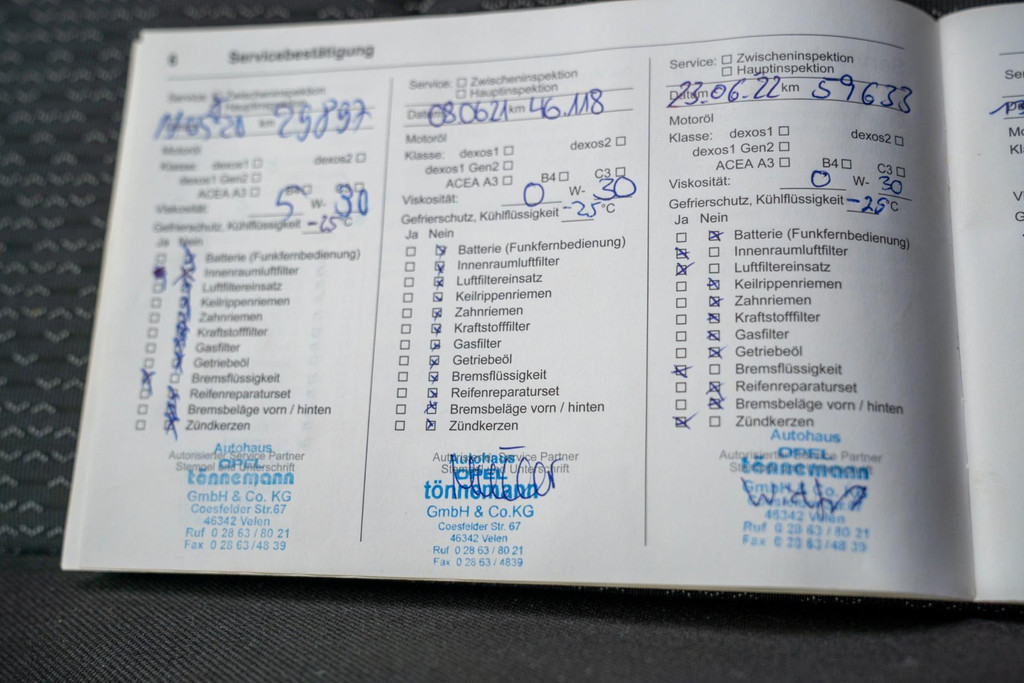 6 Servicebestätigung
Service: □ Zwischeninspektion
Hauptinspektion
km 29897
Motoröl
Klasse: dexos1 □ dexos2 □
dexos1 Gen2 □
ACEA A3 □ B4 □ C3 □
Viskosität: 5 W- 30
Gefrierschutz, Kühlflüssigkeit -25 °C
Ja Nein
Batterie (Funkfernbedienung)
Innenraumluftfilter
Luftfiltereinsatz
Keilrippenriemen
Zahnriemen
Kraftstofffilter
Gasfilter
Getriebeöl
Bremsflüssigkeit
Reifenreparaturset
Bremsbeläge vorn / hinten
Zündkerzen
Autorisierter Service Partner
Stempel und Unterschrift
Autohaus
OPEL
tönnemann
GmbH & Co. KG
Coesfelder Str.67
46342 Velen
Ruf 0 28 63 / 80 21
Fax 0 28 63 / 48 39
Service: □ Zwischeninspektion
□ Hauptinspektion
Datum 08.06.21 km 46.118
Motoröl
Klasse: dexos1 □ dexos2 □
dexos1 Gen2 □
ACEA A3 □ B4 □ C3 □
Viskosität: 0 W- 30
Gefrierschutz, Kühlflüssigkeit -25 °C
Ja Nein
Batterie (Funkfernbedienung)
Innenraumluftfilter
Luftfiltereinsatz
Keilrippenriemen
Zahnriemen
Kraftstofffilter
Gasfilter
Getriebeöl
Bremsflüssigkeit
Reifenreparaturset
Bremsbeläge vorn / hinten
Zündkerzen
Autorisierter Service Partner
Stempel und Unterschrift
Autohaus
OPEL
tönnemann
GmbH & Co.KG
Coesfelder Str. 67
46342 Velen
Ruf 0 28 63 / 80 21
Fax 0 28 63 / 4839
Service: □ Zwischeninspektion
□ Hauptinspektion
Datum 23.06.22 km 59633
Motoröl
Klasse: dexos1 □ dexos2 □
dexos1 Gen2 □
ACEA A3 □ B4 □ C3 □
Viskosität: 0 W- 30
Gefrierschutz, Kühlflüssigkeit -25 °C
Ja Nein
Batterie (Funkfernbedienung)
Innenraumluftfilter
Luftfiltereinsatz
Keilrippenriemen
Zahnriemen
Kraftstofffilter
Gasfilter
Getriebeöl
Bremsflüssigkeit
Reifenreparaturset
Bremsbeläge vorn / hinten
Zündkerzen
Autorisierter Service Partner
Stempel und Unterschrift
Autohaus
OPEL
tönnemann
GmbH & Co.
Coesfelder Str. 67
46342 Velen
Ruf 0 28 63 / 80 21
Fax 0 28 63 / 48 39